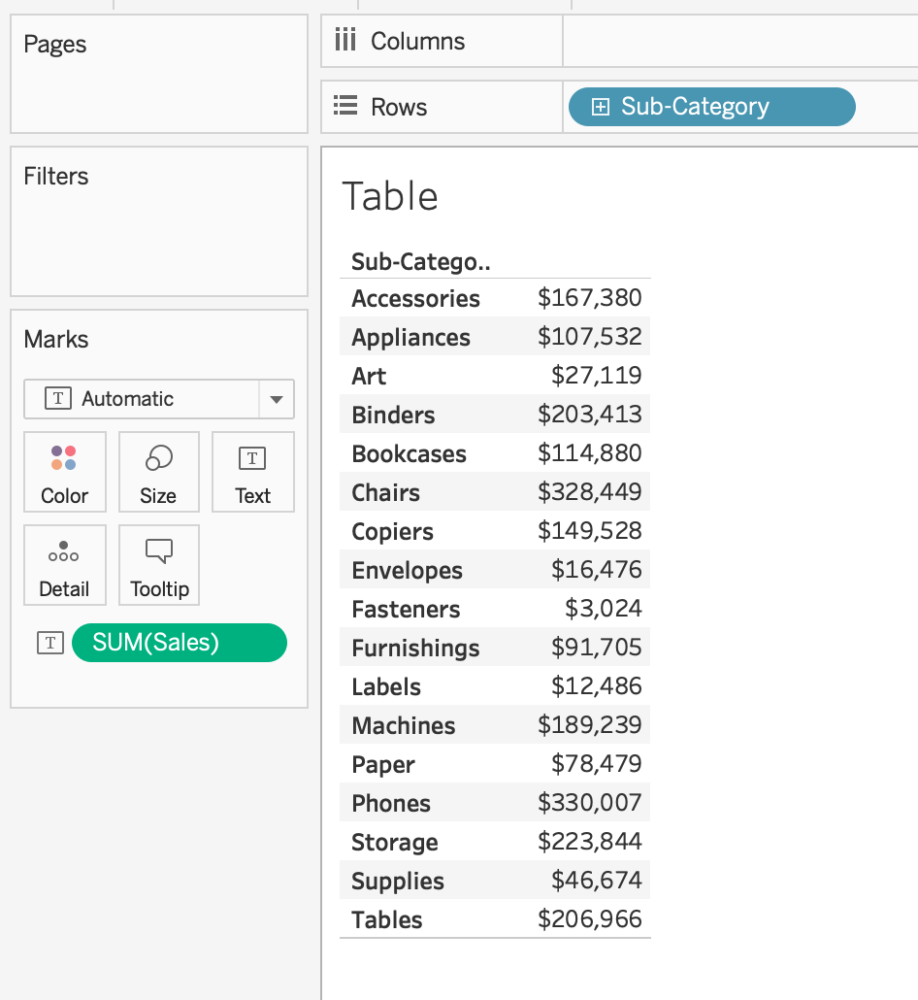 Pages
Columns
Rows
Sub-Category
Filters
Marks
T Automatic
Color
Size
T
Text
Detail
Tooltip
T SUM(Sales)
Table
Sub-Catego..
Accessories $167,380
Appliances $107,532
Art $27,119
Binders $203,413
Bookcases $114,880
Chairs $328,449
Copiers $149,528
Envelopes $16,476
Fasteners $3,024
Furnishings $91,705
Labels $12,486
Machines $189,239
Paper $78,479
Phones $330,007
Storage $223,844
Supplies $46,674
Tables $206,966